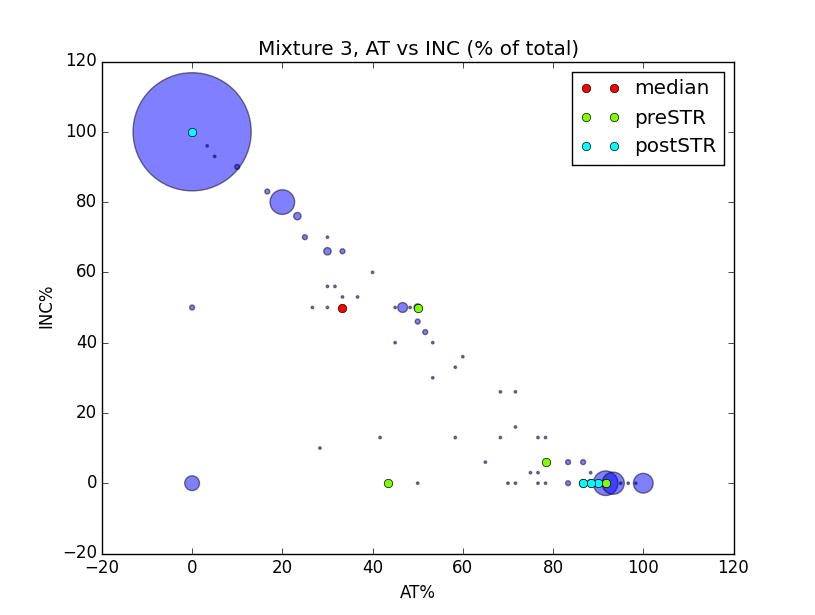 Mixture 3, AT vs INC (% of total)
median
preSTR
postSTR
120
100
80
60
40
20
0
−20
INC%
−20 0 20 40 60 80 100 120
AT%